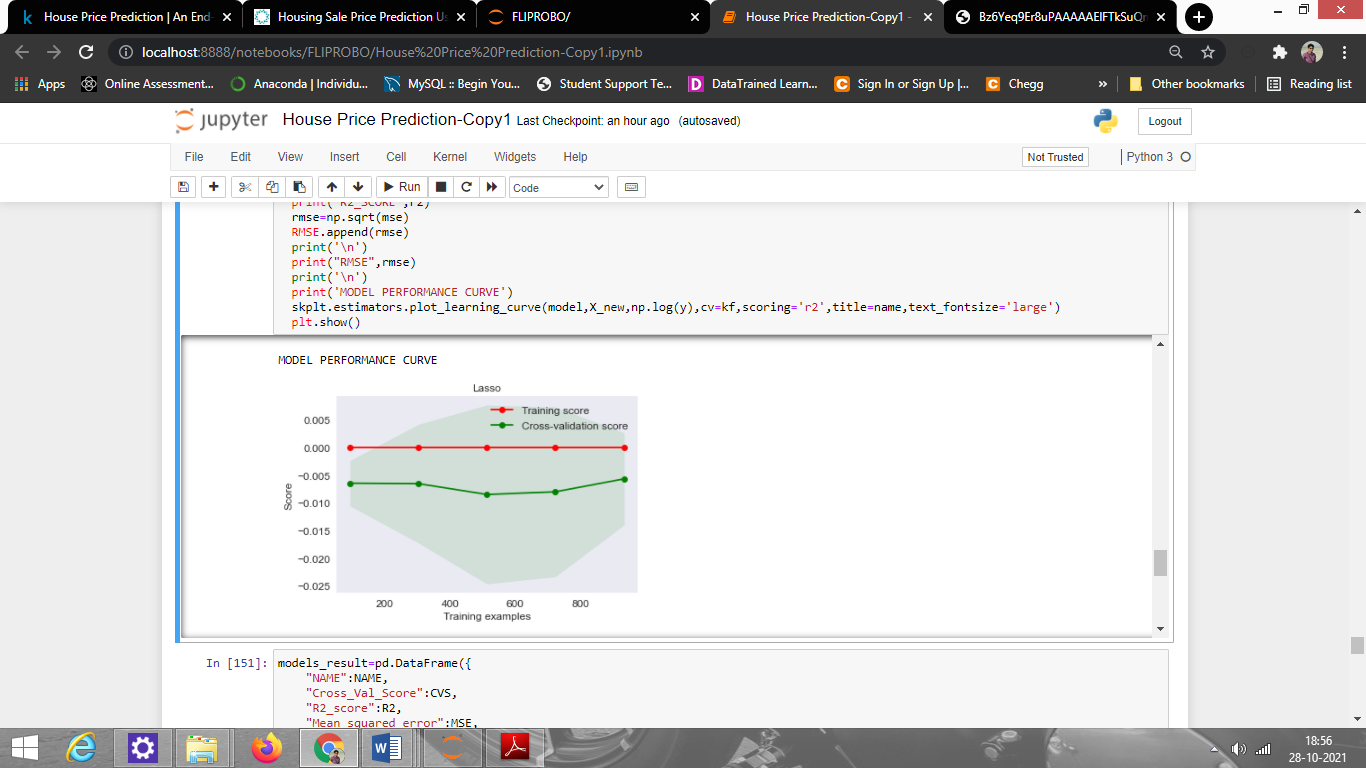 House Price Prediction | An End
Housing Sale Price Prediction U
FLIPROBO/
House Price Prediction-Copy1 -
Bz6Yeq9Er8uPAAAAAElFTkSuQ
localhost:8888/notebooks/FLIPROBO/House%20Price%20Prediction-Copy1.ipynb
Apps
Online Assessment...
Anaconda | Individu...
MySQL :: Begin You...
Student Support Te...
DataTrained Learn...
Sign In or Sign Up |...
Chegg
»
Other bookmarks
Reading list
jupyter
House Price Prediction-Copy1 Last Checkpoint: an hour ago (autosaved)
Logout
File Edit View Insert Cell Kernel Widgets Help
Not Trusted
Python 3
Run
Code
print("R2_SCORE",r2)
rmse=np.sqrt(mse)
RMSE.append(rmse)
print('\n')
print("RMSE",rmse)
print('\n')
print('MODEL PERFORMANCE CURVE')
skplt.estimators.plot_learning_curve(model,X_new,np.log(y),cv=kf,scoring='r2',title=name,text_fontsize='large')
plt.show()
MODEL PERFORMANCE CURVE
Lasso
Training score
Cross-validation score
0.005
0.000
−0.005
−0.010
−0.015
−0.020
−0.025
Score
200 400 600 800
Training examples
In [151]:
models_result=pd.DataFrame({
"NAME":NAME,
"Cross_Val_Score":CVS,
"R2_score":R2,
"Mean_squared_error":MSE,
18:56
28-10-2021